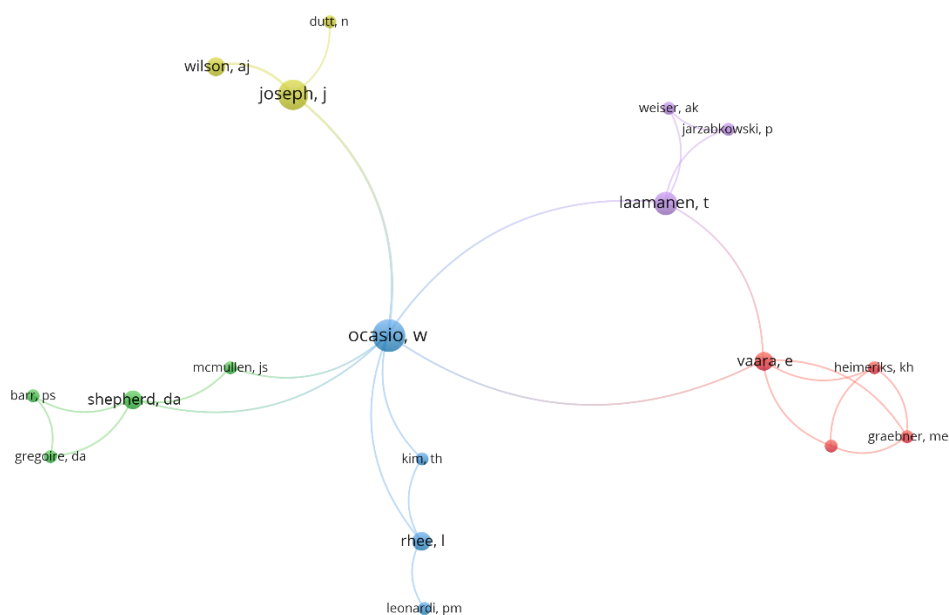 dutt, n
wilson, aj
joseph, j
weiser, ak
jarzabkowski, p
laamanen, t
ocasio, w
vaara, e
heimeriks, kh
mcmullen, js
barr, ps
shepherd, da
graebner, me
gregoire, da
kim, th
rhee, l
leonardi, pm